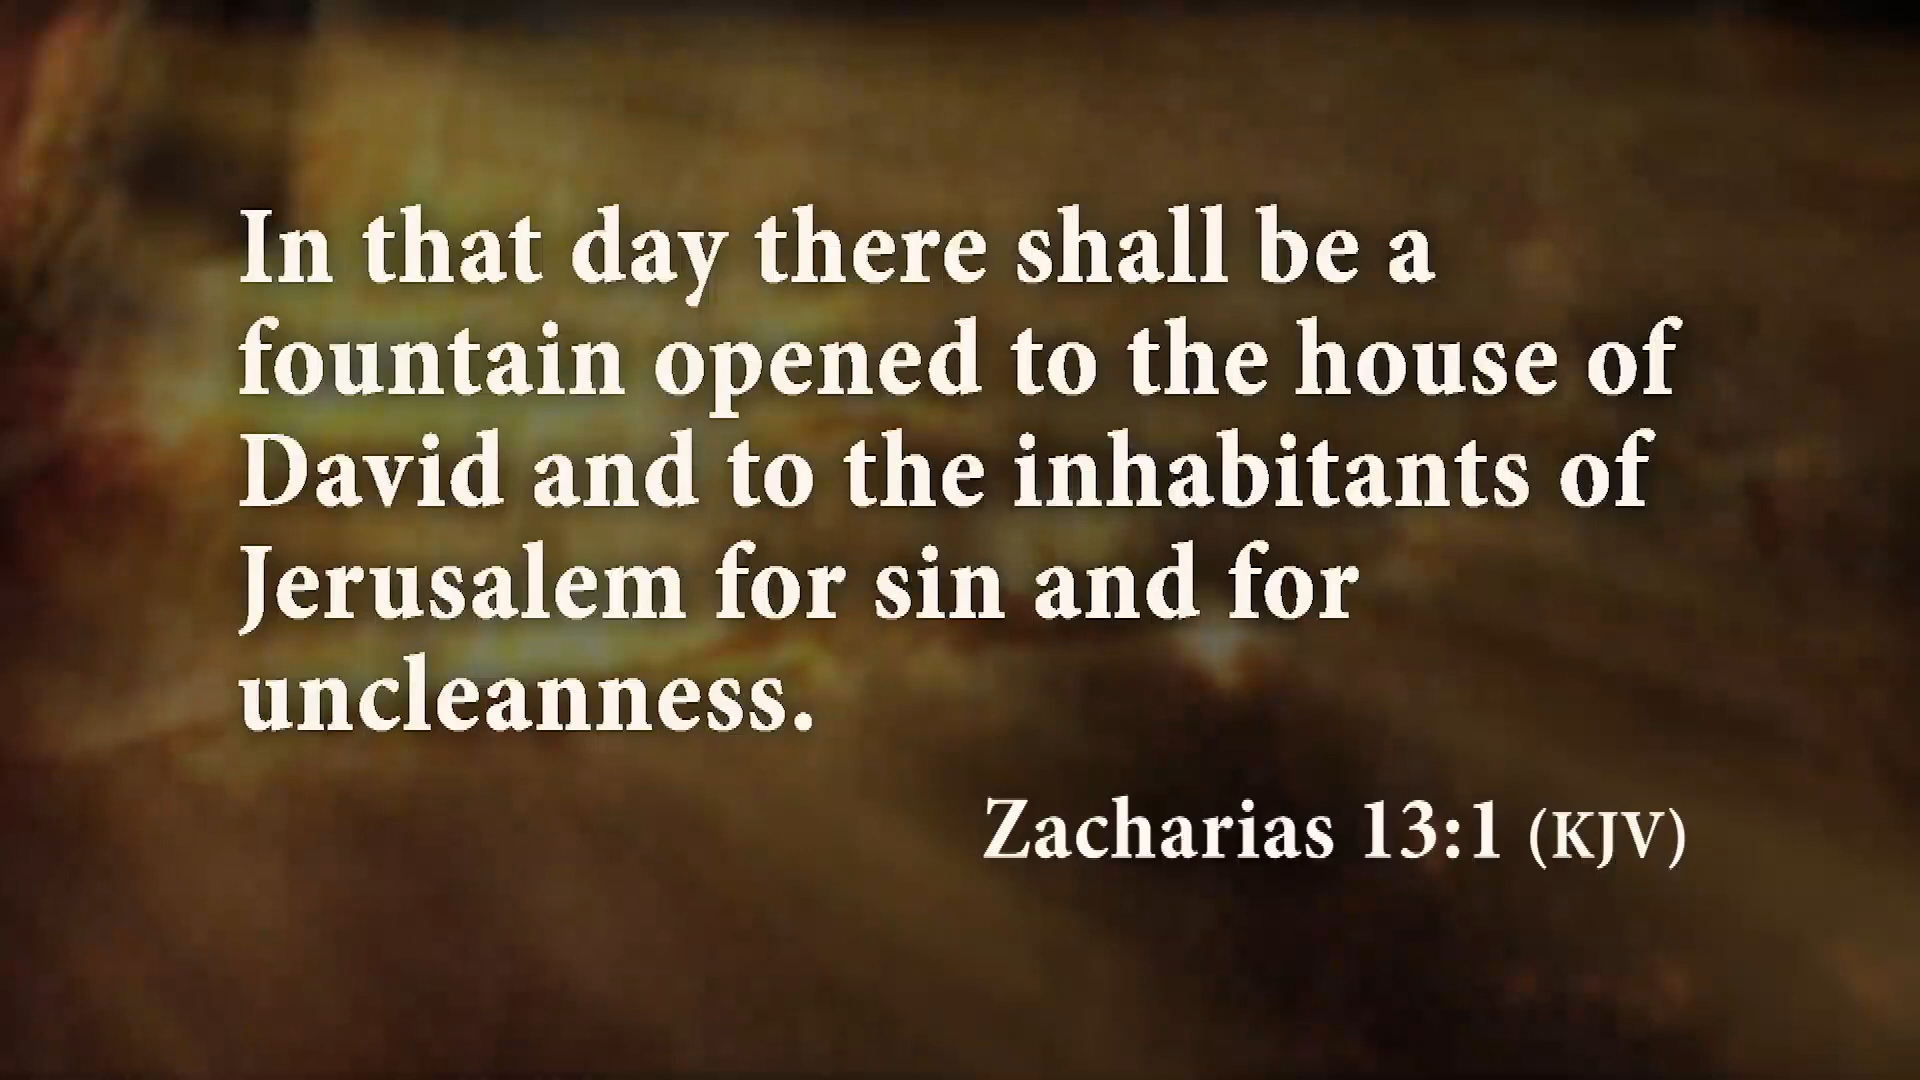 In that day there shall be a
fountain opened to the house of
David and to the inhabitants of
Jerusalem for sin and for
uncleanness.
Zacharias 13:1 (KJV)